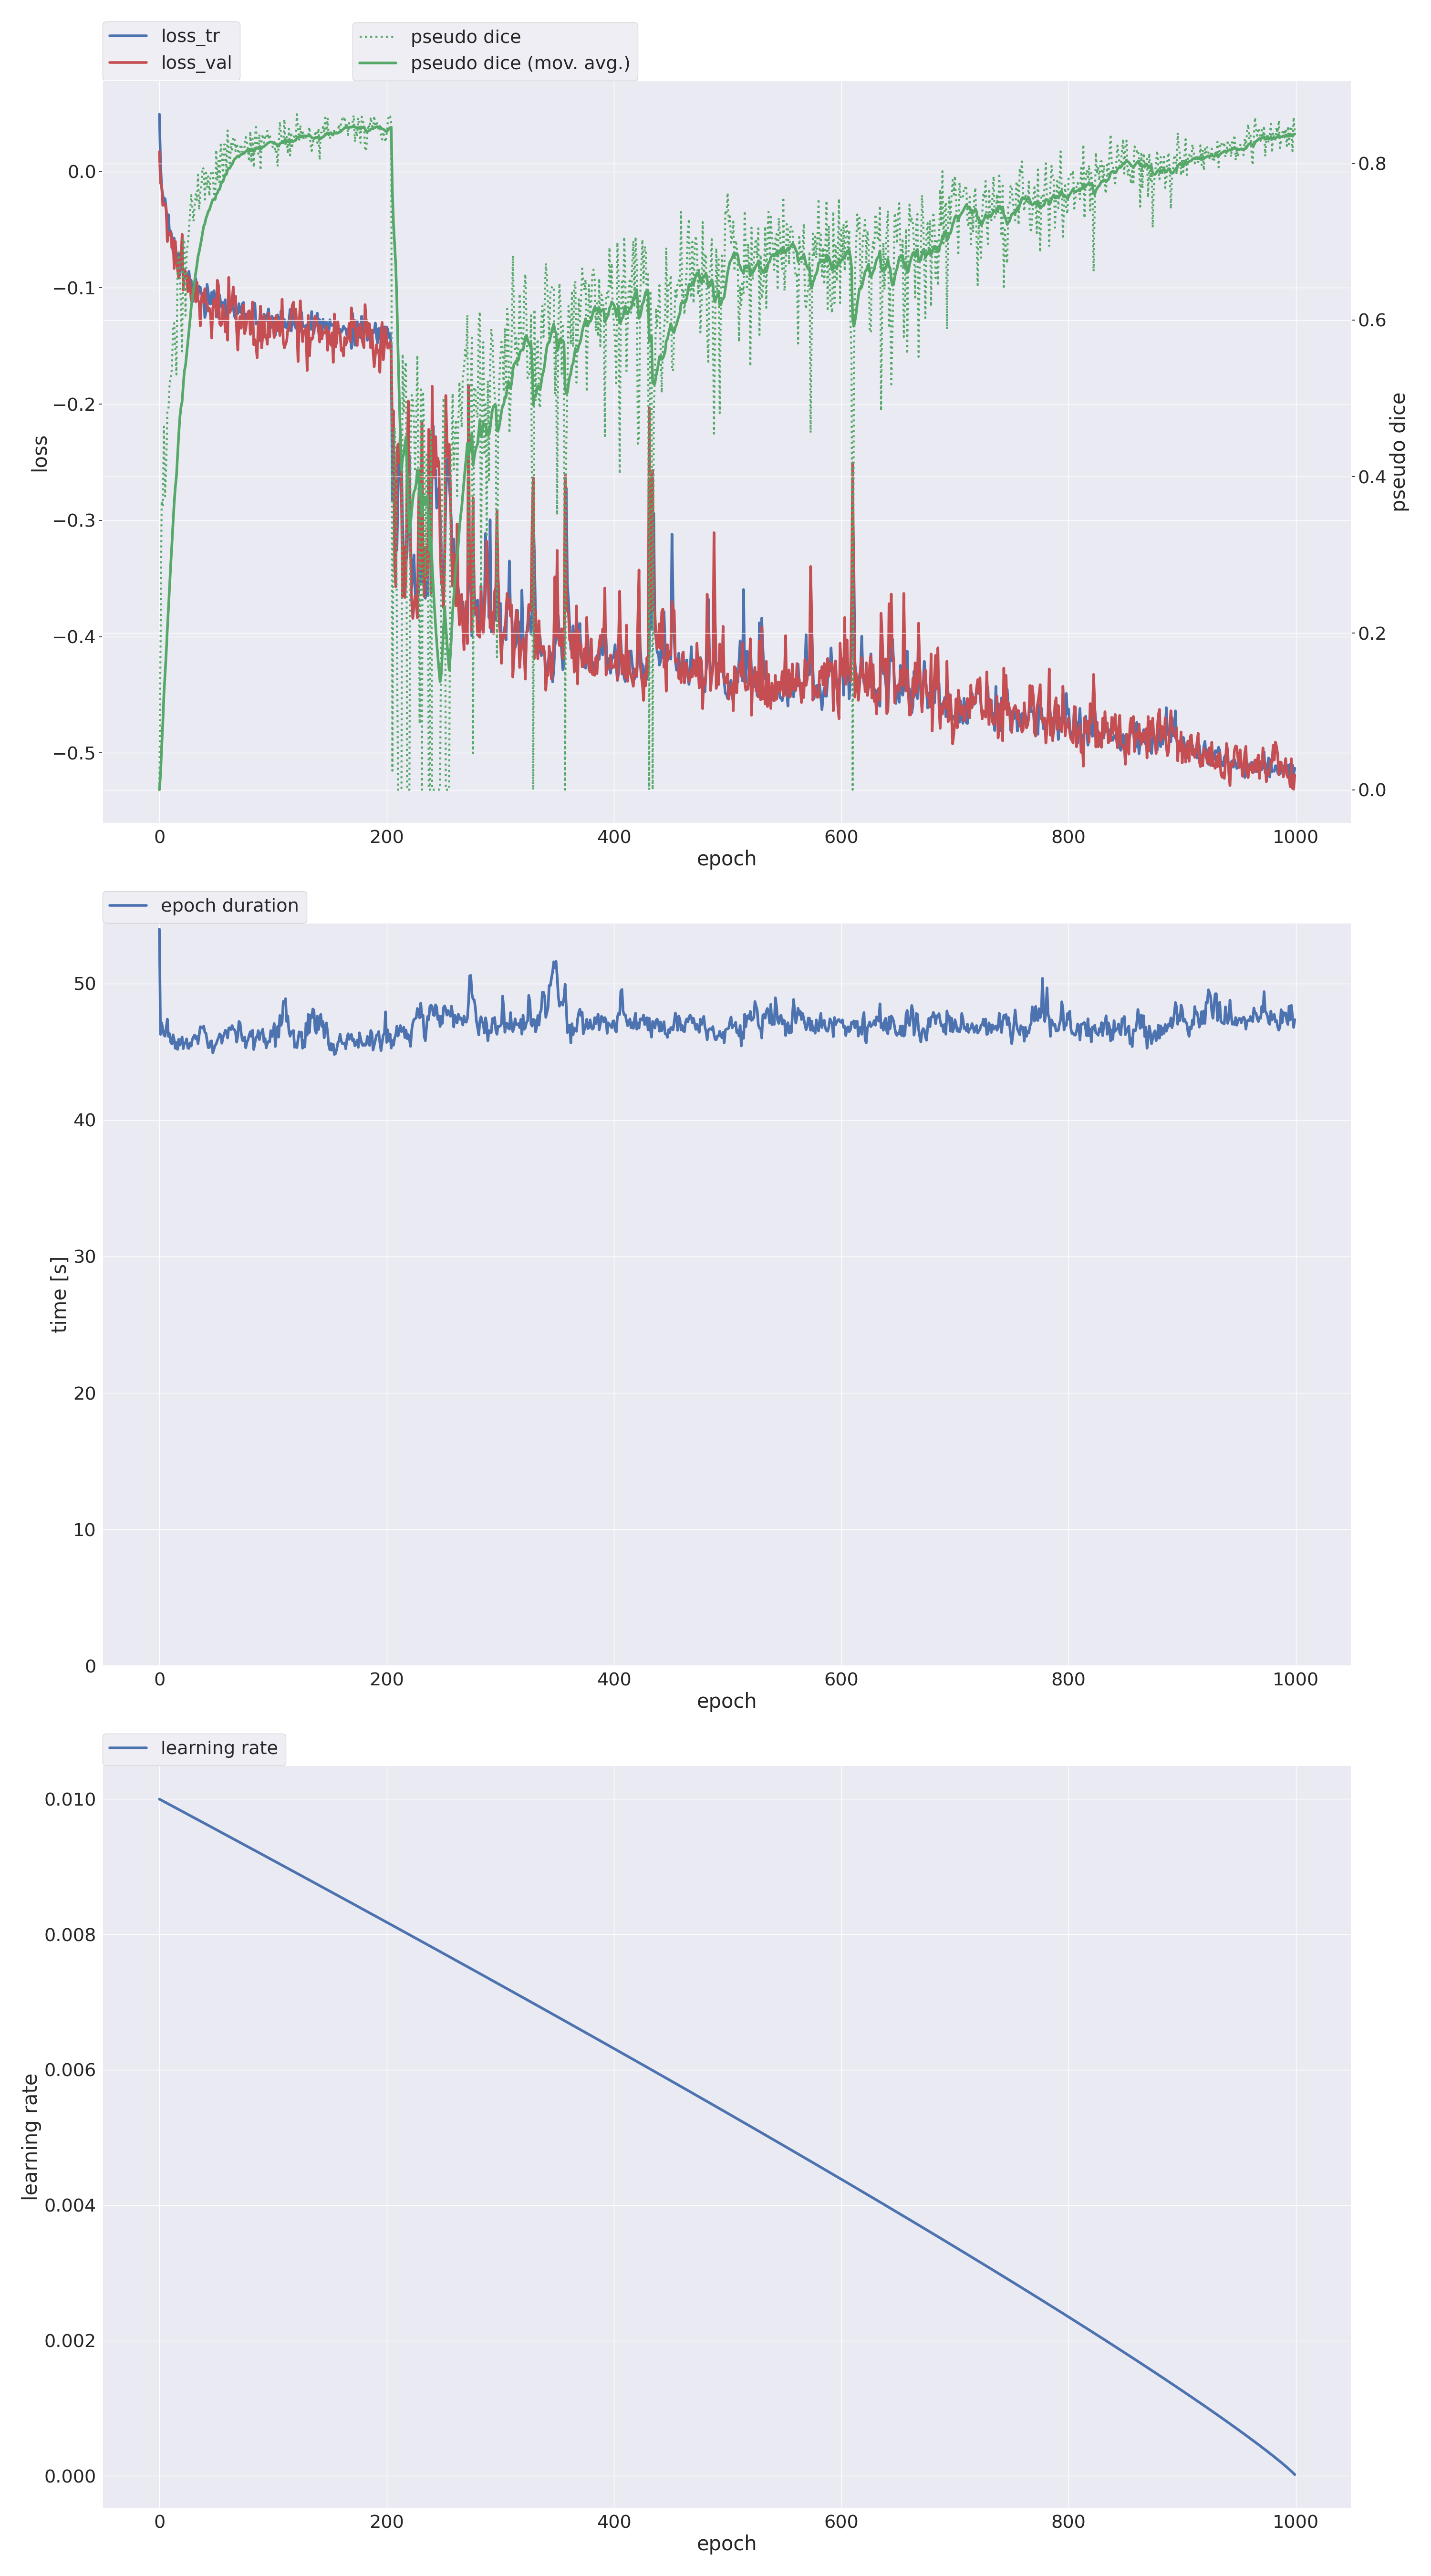 loss_tr
loss_val
pseudo dice
pseudo dice (mov. avg.)
0.0
−0.1
−0.2
−0.3
−0.4
−0.5
loss
0.8
0.6
0.4
0.2
0.0
pseudo dice
0 200 400 600 800 1000
epoch
epoch duration
50
40
30
20
10
0
time [s]
0 200 400 600 800 1000
epoch
learning rate
0.010
0.008
0.006
0.004
0.002
0.000
learning rate
0 200 400 600 800 1000
epoch